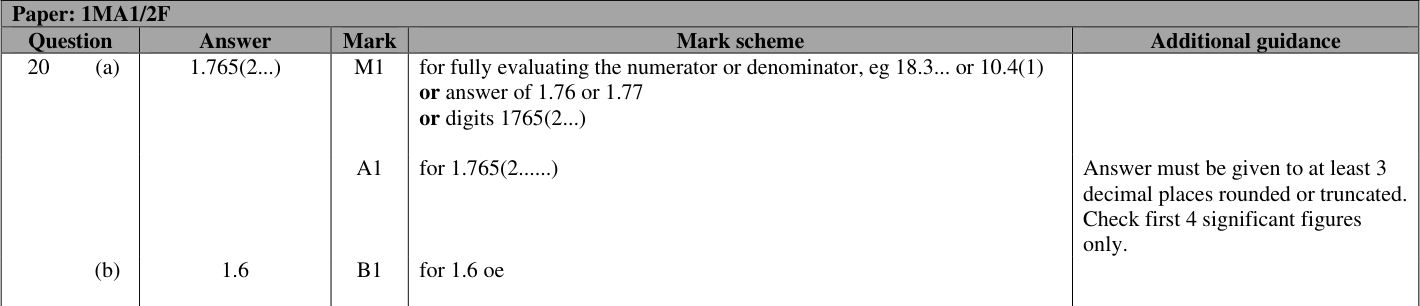 Paper: 1MA1/2F
Question Answer Mark Mark scheme Additional guidance
20 (a) 1.765(2...) M1 for fully evaluating the numerator or denominator, eg 18.3... or 10.4(1)
or answer of 1.76 or 1.77
or digits 1765(2...)
A1 for 1.765(2......) Answer must be given to at least 3
decimal places rounded or truncated.
Check first 4 significant figures
only.
(b) 1.6 B1 for 1.6 oe